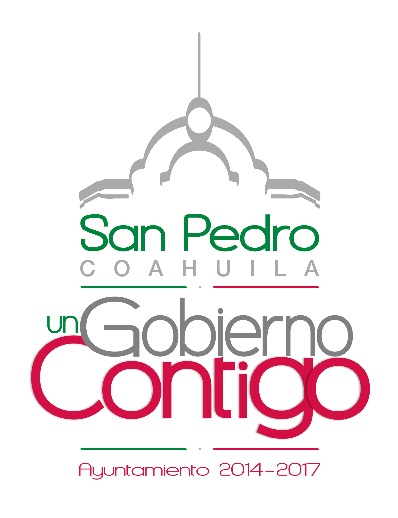 San Pedro
COAHUILA
un Gobierno
Contigo
Ayuntamiento 2014-2017